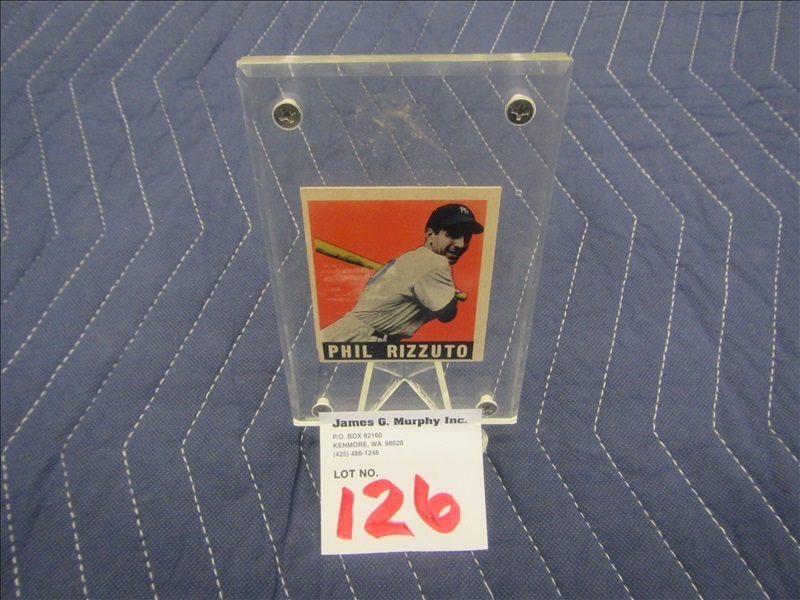 PHIL RIZZUTO
James G. Murphy Inc.
P.O. BOX 82160
KENMORE, WA 98028
(425) 486-1246
LOT NO.
126